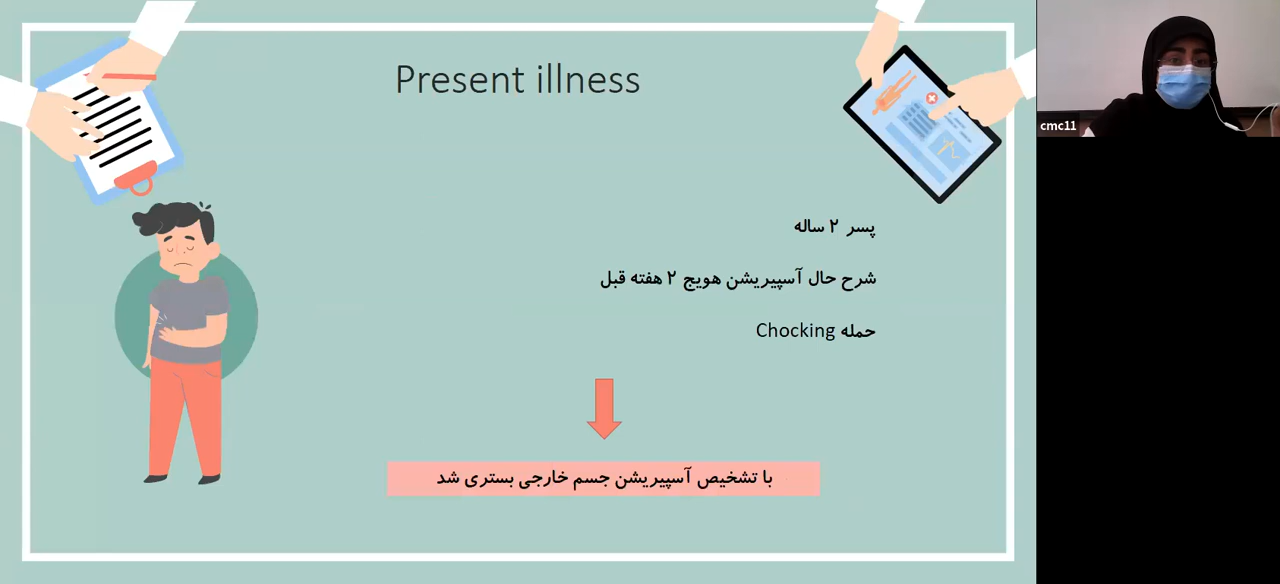 Present illness
پسر ۲ ساله
شرح حال آسپیریشن هویج ۲ هفته قبل
حمله Chocking
با تشخیص آسپیریشن جسم خارجی بستری شد
cmc11